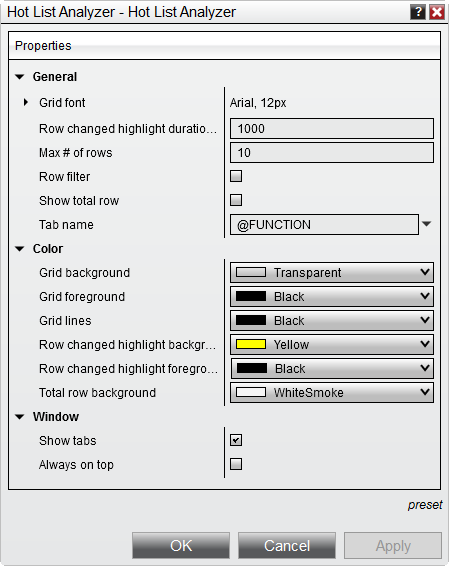 Hot List Analyzer - Hot List Analyzer ?
Properties
General
Grid font Arial, 12px
Row changed highlight duratio... 1000
Max # of rows 10
Row filter
Show total row
Tab name @FUNCTION
Color
Grid background Transparent
Grid foreground Black
Grid lines Black
Row changed highlight backgr... Yellow
Row changed highlight foregro... Black
Total row background WhiteSmoke
Window
Show tabs
Always on top
preset
OK Cancel Apply